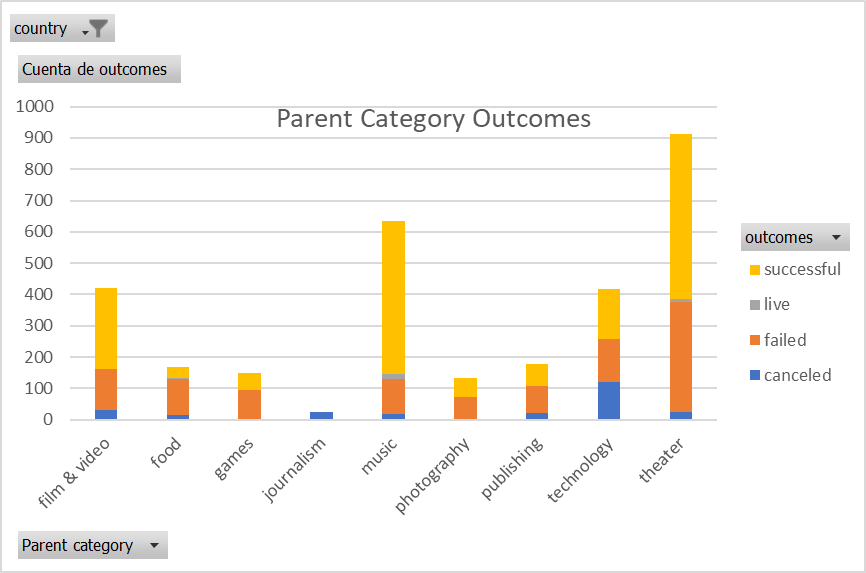 country
Cuenta de outcomes
Parent Category Outcomes
1000
900
800
700
600
500
400
300
200
100
0
film & video
food
games
journalism
music
photography
publishing
technology
theater
outcomes
successful
live
failed
canceled
Parent category